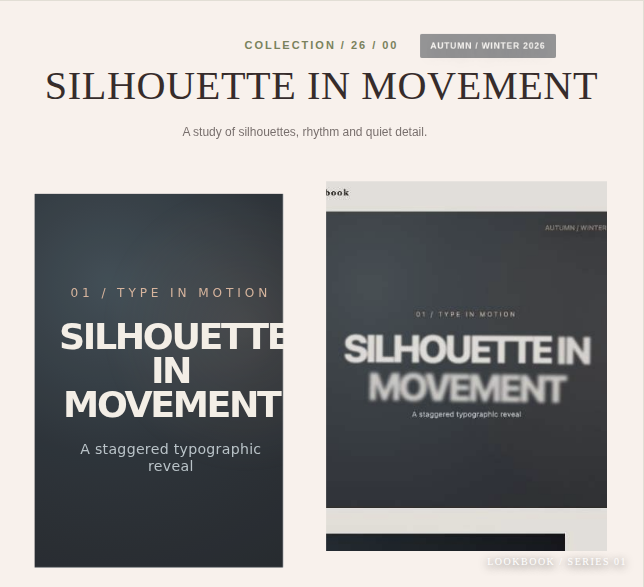 COLLECTION / 26 / 00
AUTUMN / WINTER 2026
SILHOUETTE IN MOVEMENT
A study of silhouettes, rhythm and quiet detail.
01 / TYPE IN MOTION
SILHOUETTE
IN
MOVEMENT
A staggered typographic
reveal
book
AUTUMN / WINTER
01 / TYPE IN MOTION
SILHOUETTE IN
MOVEMENT
A staggered typographic reveal
LOOKBOOK · SERIES 01